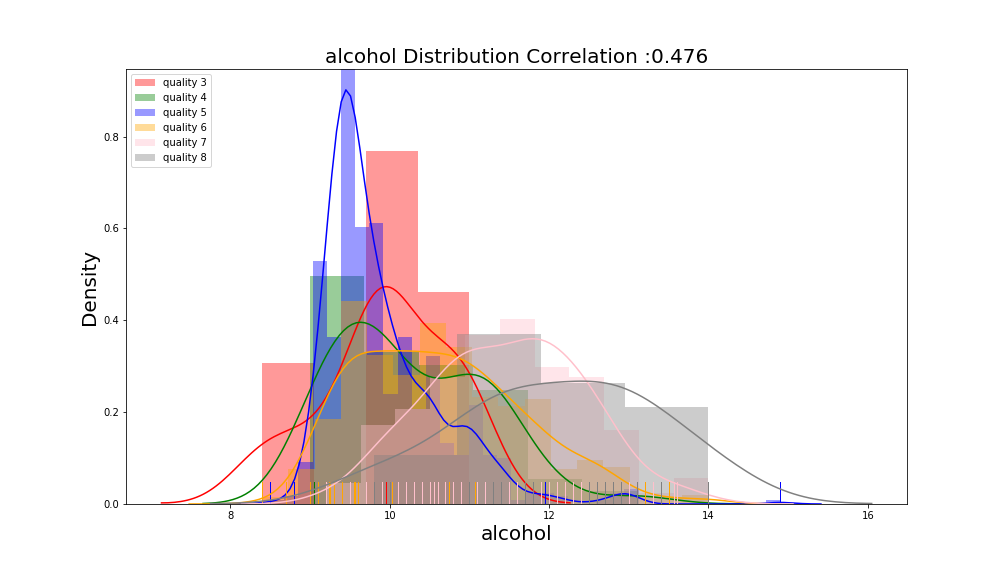 alcohol Distribution Correlation :0.476
quality 3
quality 4
quality 5
quality 6
quality 7
quality 8
0.8
0.6
0.4
0.2
0.0
Density
8 10 12 14 16
alcohol